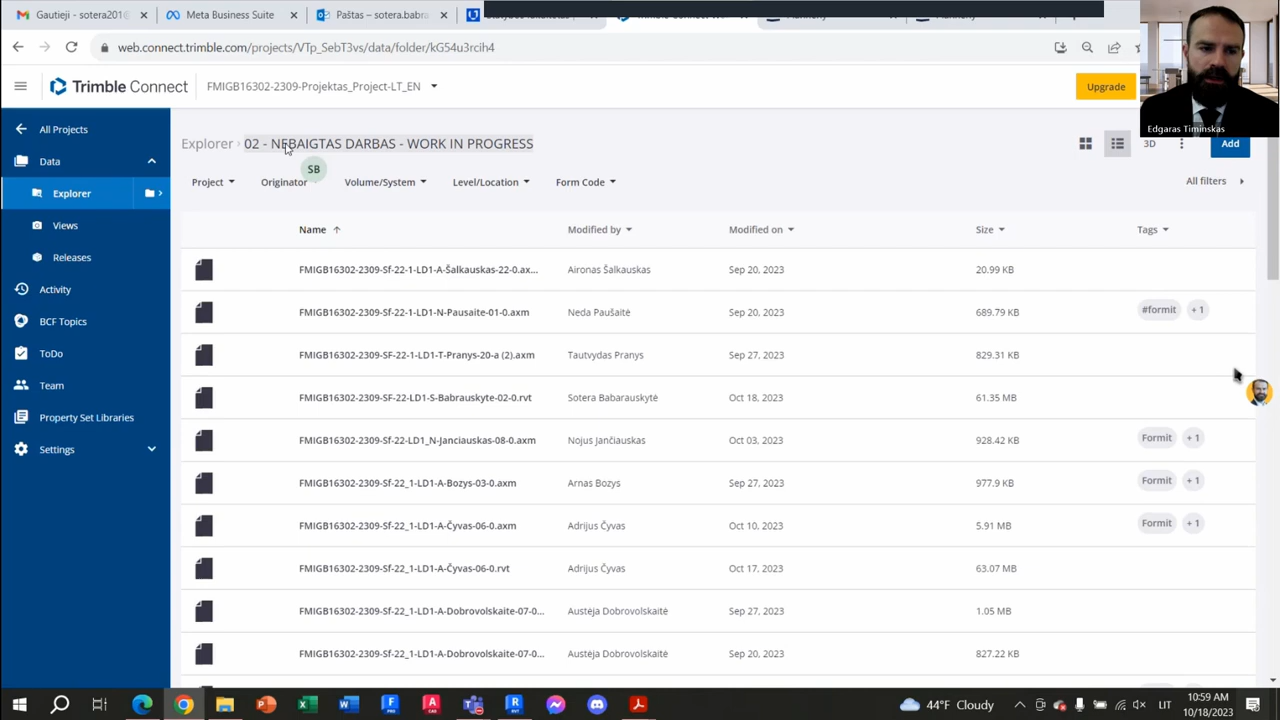 Gautieji - sotera201@
Meta Business Suite
Paštas – sotera.babra
web.connect.trimble.com/projects/VTp_SebT3vs/data/folder/kG54u3rcih4
Trimble Connect
FMIGB16302-2309-Projektas_Project-LT_EN
Upgrade
Edgaras Timinskas
All Projects
Data
Explorer
Views
Releases
Activity
BCF Topics
ToDo
Team
Property Set Libraries
Settings
Explorer › 02 - NEBAIGTAS DARBAS - WORK IN PROGRESS
SB
3D
Add
Project Originator Volume/System Level/Location Form Code All filters
Name Modified by Modified on Size Tags
FMIGB16302-2309-Sf-22-1-LD1-A-Šalkauskas-22-0.ax... Aironas Šalkauskas Sep 20, 2023 20.99 KB
FMIGB16302-2309-Sf-22-1-LD1-N-Pausaite-01-0.axm Neda Paušaitė Sep 20, 2023 689.79 KB #formit + 1
FMIGB16302-2309-SF-22-1-LD1-T-Pranys-20-a (2).axm Tautvydas Pranys Sep 27, 2023 829.31 KB
FMIGB16302-2309-SF-22-LD1-S-Babrauskyte-02-0.rvt Sotera Babarauskytė Oct 18, 2023 61.35 MB
FMIGB16302-2309-Sf-22-LD1_N-Janciauskas-08-0.axm Nojus Jančiauskas Oct 03, 2023 928.42 KB Formit + 1
FMIGB16302-2309-Sf-22_1-LD1-A-Bozys-03-0.axm Arnas Bozys Sep 27, 2023 977.9 KB Formit + 1
FMIGB16302-2309-Sf-22_1-LD1-A-Čyvas-06-0.axm Adrijus Čyvas Oct 10, 2023 5.91 MB Formit + 1
FMIGB16302-2309-Sf-22_1-LD1-A-Čyvas-06-0.rvt Adrijus Čyvas Oct 17, 2023 63.07 MB
FMIGB16302-2309-Sf-22_1-LD1-A-Dobrovolskaite-07-0... Austėja Dobrovolskaitė Sep 27, 2023 1.05 MB
FMIGB16302-2309-Sf-22_1-LD1-A-Dobrovolskaite-07-0... Austėja Dobrovolskaitė Sep 20, 2023 827.22 KB
44°F Cloudy
LIT
10:59 AM
10/18/2023